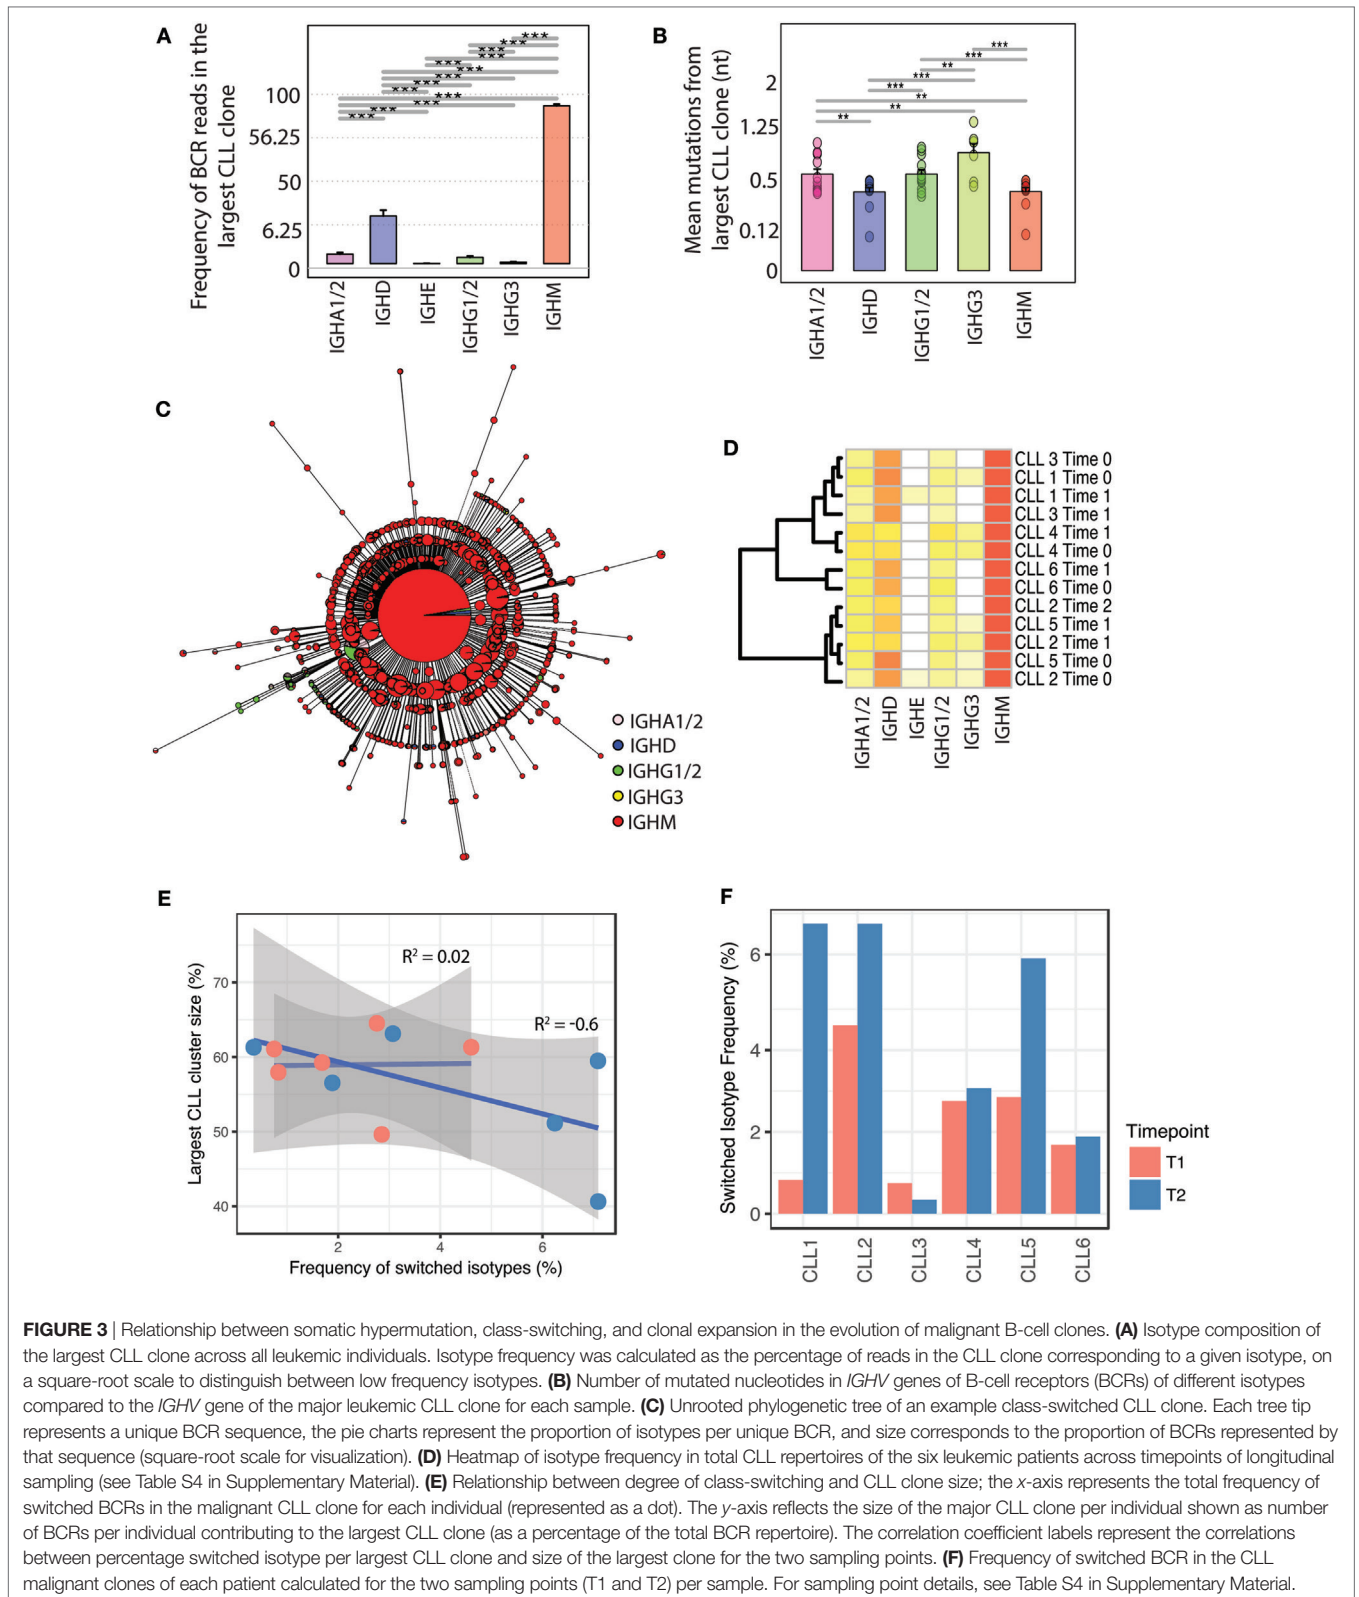 A
Frequency of BCR reads in the
largest CLL clone
100
56.25
50
6.25
0
***
***
***
***
***
***
***
***
***
***
***
***
***
IGHA1/2
IGHD
IGHE
IGHG1/2
IGHG3
IGHM
B
Mean mutations from
largest CLL clone (nt)
2
1.25
0.5
0.12
0
***
***
**
***
***
**
**
**
IGHA1/2
IGHD
IGHG1/2
IGHG3
IGHM
C
IGHA1/2
IGHD
IGHG1/2
IGHG3
IGHM
D
CLL 3 Time 0
CLL 1 Time 0
CLL 1 Time 1
CLL 3 Time 1
CLL 4 Time 1
CLL 4 Time 0
CLL 6 Time 1
CLL 6 Time 0
CLL 2 Time 2
CLL 5 Time 1
CLL 2 Time 1
CLL 5 Time 0
CLL 2 Time 0
IGHA1/2
IGHD
IGHE
IGHG1/2
IGHG3
IGHM
E
Largest CLL cluster size (%)
70
60
50
40
R² = 0.02
R² = -0.6
2
4
6
Frequency of switched isotypes (%)
F
Switched Isotype Frequency (%)
6
4
2
0
CLL1
CLL2
CLL3
CLL4
CLL5
CLL6
Timepoint
T1
T2
FIGURE 3 | Relationship between somatic hypermutation, class-switching, and clonal expansion in the evolution of malignant B-cell clones. (A) Isotype composition of
the largest CLL clone across all leukemic individuals. Isotype frequency was calculated as the percentage of reads in the CLL clone corresponding to a given isotype, on
a square-root scale to distinguish between low frequency isotypes. (B) Number of mutated nucleotides in IGHV genes of B-cell receptors (BCRs) of different isotypes
compared to the IGHV gene of the major leukemic CLL clone for each sample. (C) Unrooted phylogenetic tree of an example class-switched CLL clone. Each tree tip
represents a unique BCR sequence, the pie charts represent the proportion of isotypes per unique BCR, and size corresponds to the proportion of BCRs represented by
that sequence (square-root scale for visualization). (D) Heatmap of isotype frequency in total CLL repertoires of the six leukemic patients across timepoints of longitudinal
sampling (see Table S4 in Supplementary Material). (E) Relationship between degree of class-switching and CLL clone size; the x-axis represents the total frequency of
switched BCRs in the malignant CLL clone for each individual (represented as a dot). The y-axis reflects the size of the major CLL clone per individual shown as number
of BCRs per individual contributing to the largest CLL clone (as a percentage of the total BCR repertoire). The correlation coefficient labels represent the correlations
between percentage switched isotype per largest CLL clone and size of the largest clone for the two sampling points. (F) Frequency of switched BCR in the CLL
malignant clones of each patient calculated for the two sampling points (T1 and T2) per sample. For sampling point details, see Table S4 in Supplementary Material.